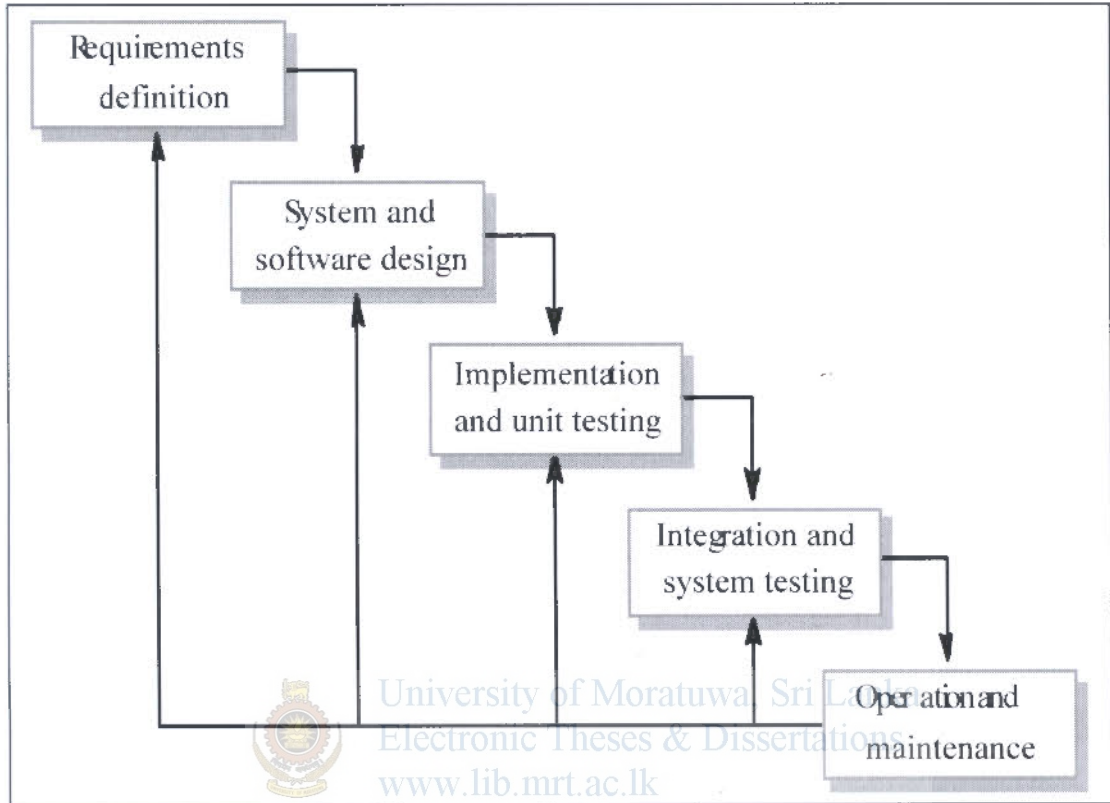 Requirements
definition
System and
software design
Implementation
and unit testing
Integration and
system testing
Operation and
maintenance
University of Moratuwa, Sri Lanka
Electronic Theses & Dissertations
www.lib.mrt.ac.lk